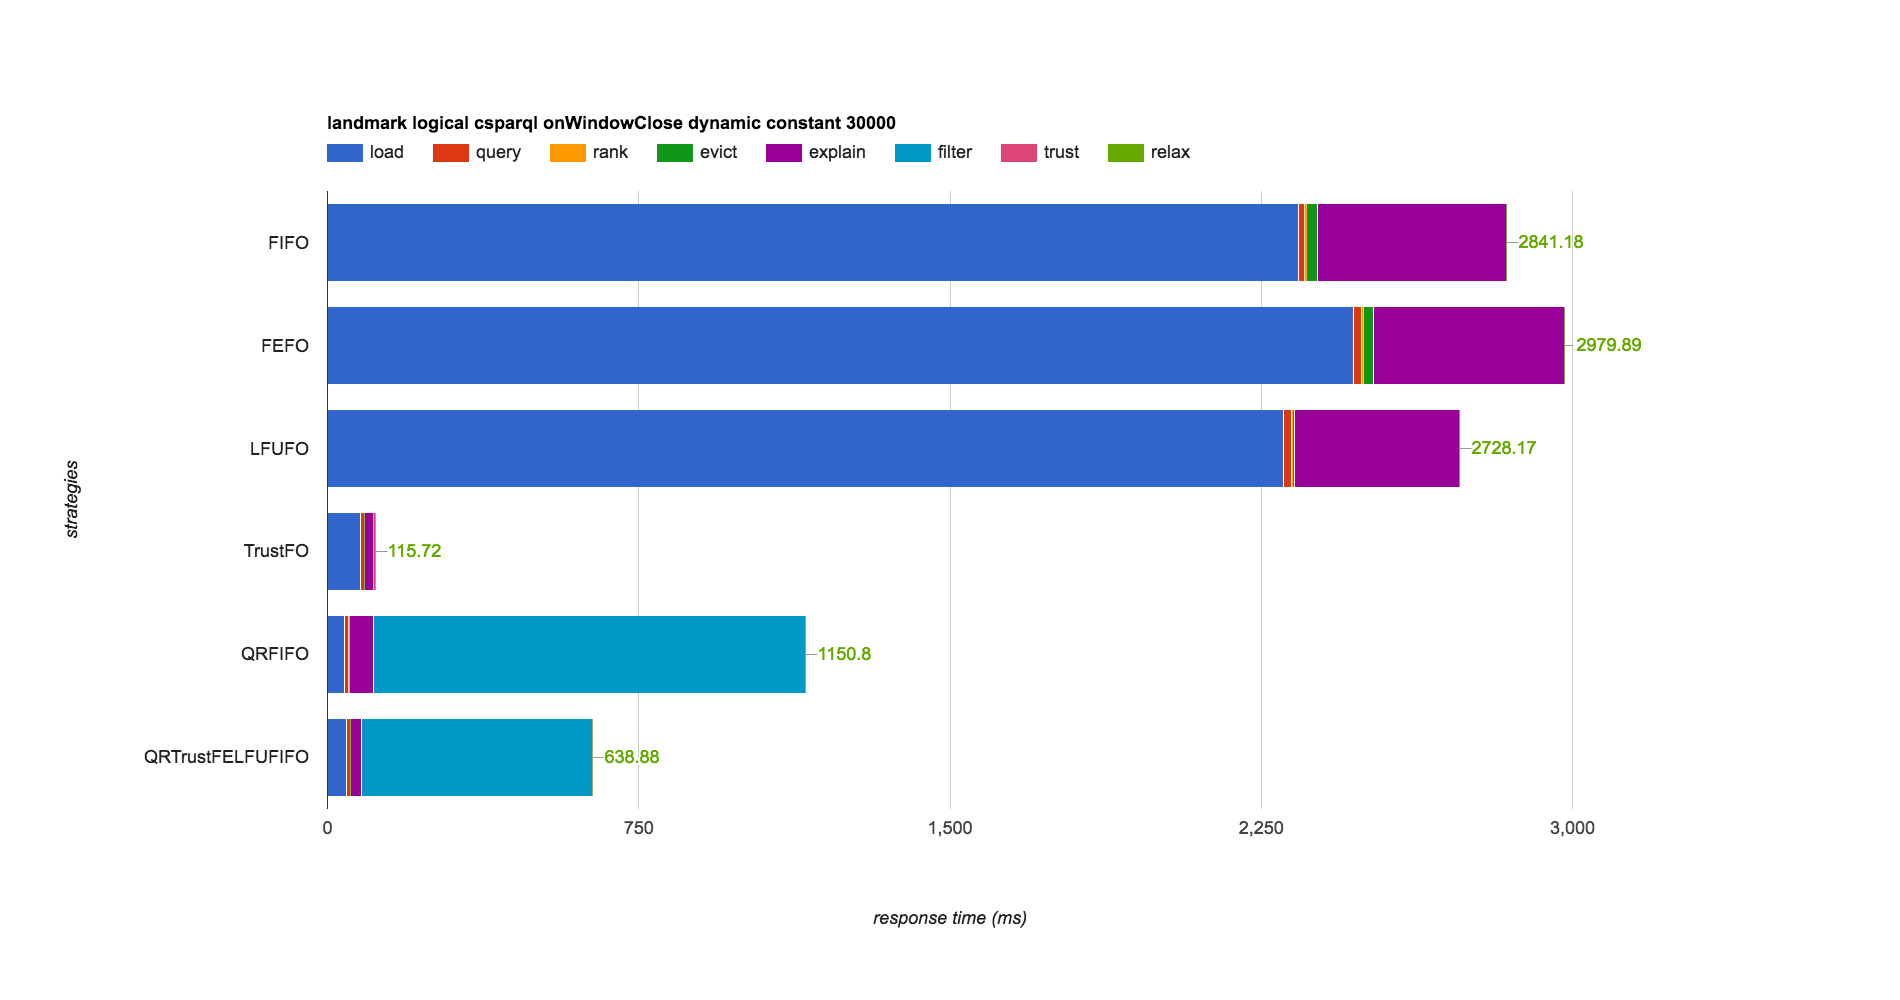 landmark logical csparql onWindowClose dynamic constant 30000
load query rank evict explain filter trust relax
FIFO 2841.18
FEFO 2979.89
LFUFO 2728.17
strategies
TrustFO 115.72
QRFIFO 1150.8
QRTrustFELFUFIFO 638.88
0 750 1,500 2,250 3,000
response time (ms)